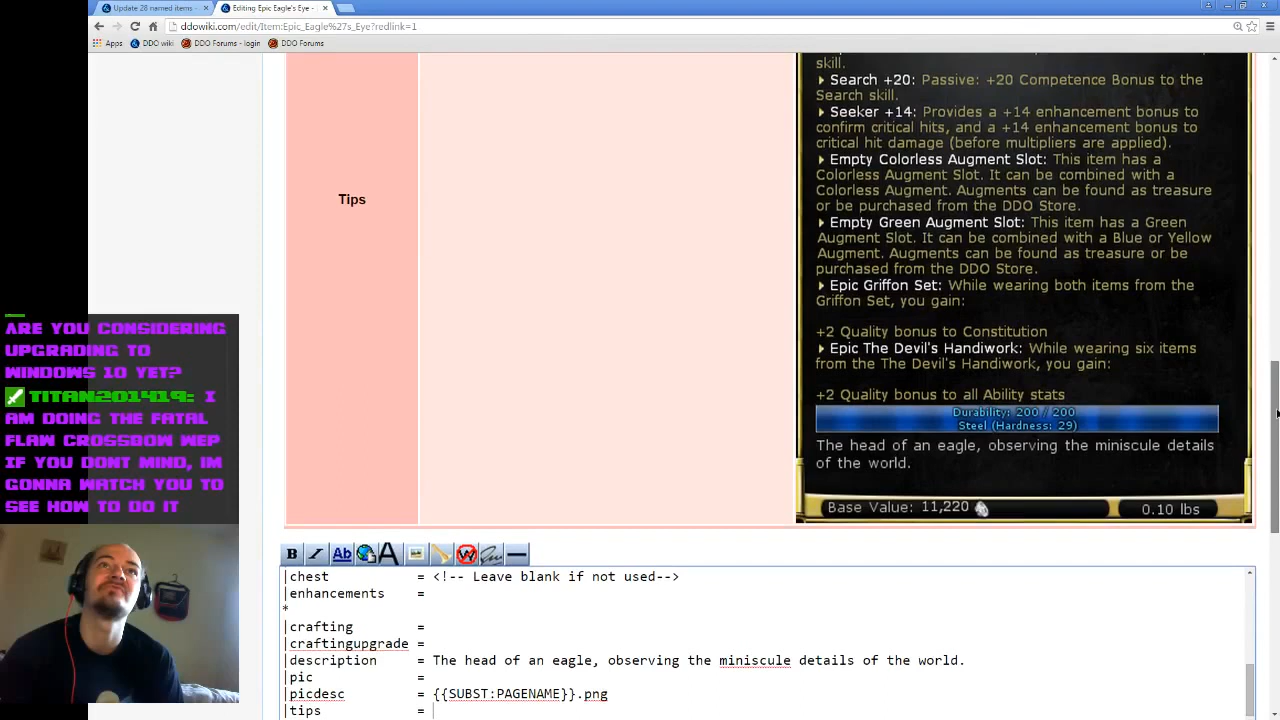 Update 28 named items -
Editing Epic Eagle's Eye -
ddowiki.com/edit/Item:Epic_Eagle%27s_Eye?redlink=1
Apps
DDO wiki
DDO Forums - login
DDO Forums
skill.
Search +20: Passive: +20 Competence Bonus to the
Search skill.
Seeker +14: Provides a +14 enhancement bonus to
confirm critical hits, and a +14 enhancement bonus to
critical hit damage (before multipliers are applied).
Empty Colorless Augment Slot: This item has a
Colorless Augment Slot. It can be combined with a
Colorless Augment. Augments can be found as treasure
or be purchased from the DDO Store.
Empty Green Augment Slot: This item has a Green
Augment Slot. It can be combined with a Blue or Yellow
Augment. Augments can be found as treasure or be
purchased from the DDO Store.
Epic Griffon Set: While wearing both items from the
Griffon Set, you gain:
+2 Quality bonus to Constitution
Epic The Devil's Handiwork: While wearing six items
from the The Devil's Handiwork, you gain:
+2 Quality bonus to all Ability stats
Durability: 200 / 200
Steel (Hardness: 29)
The head of an eagle, observing the miniscule details
of the world.
Base Value: 11,220
0.10 lbs
Tips
ARE YOU CONSIDERING
UPGRADING TO
WINDOWS 10 YET?
TITAN201419: I
AM DOING THE FATAL
FLAW CROSSBOW WEP
IF YOU DONT MIND, IM
GONNA WATCH YOU TO
SEE HOW TO DO IT
B I Ab A W
|chest = <!-- Leave blank if not used-->
|enhancements =
*
|crafting =
|craftingupgrade =
|description = The head of an eagle, observing the miniscule details of the world.
|pic =
|picdesc = {{SUBST:PAGENAME}}.png
|tips =